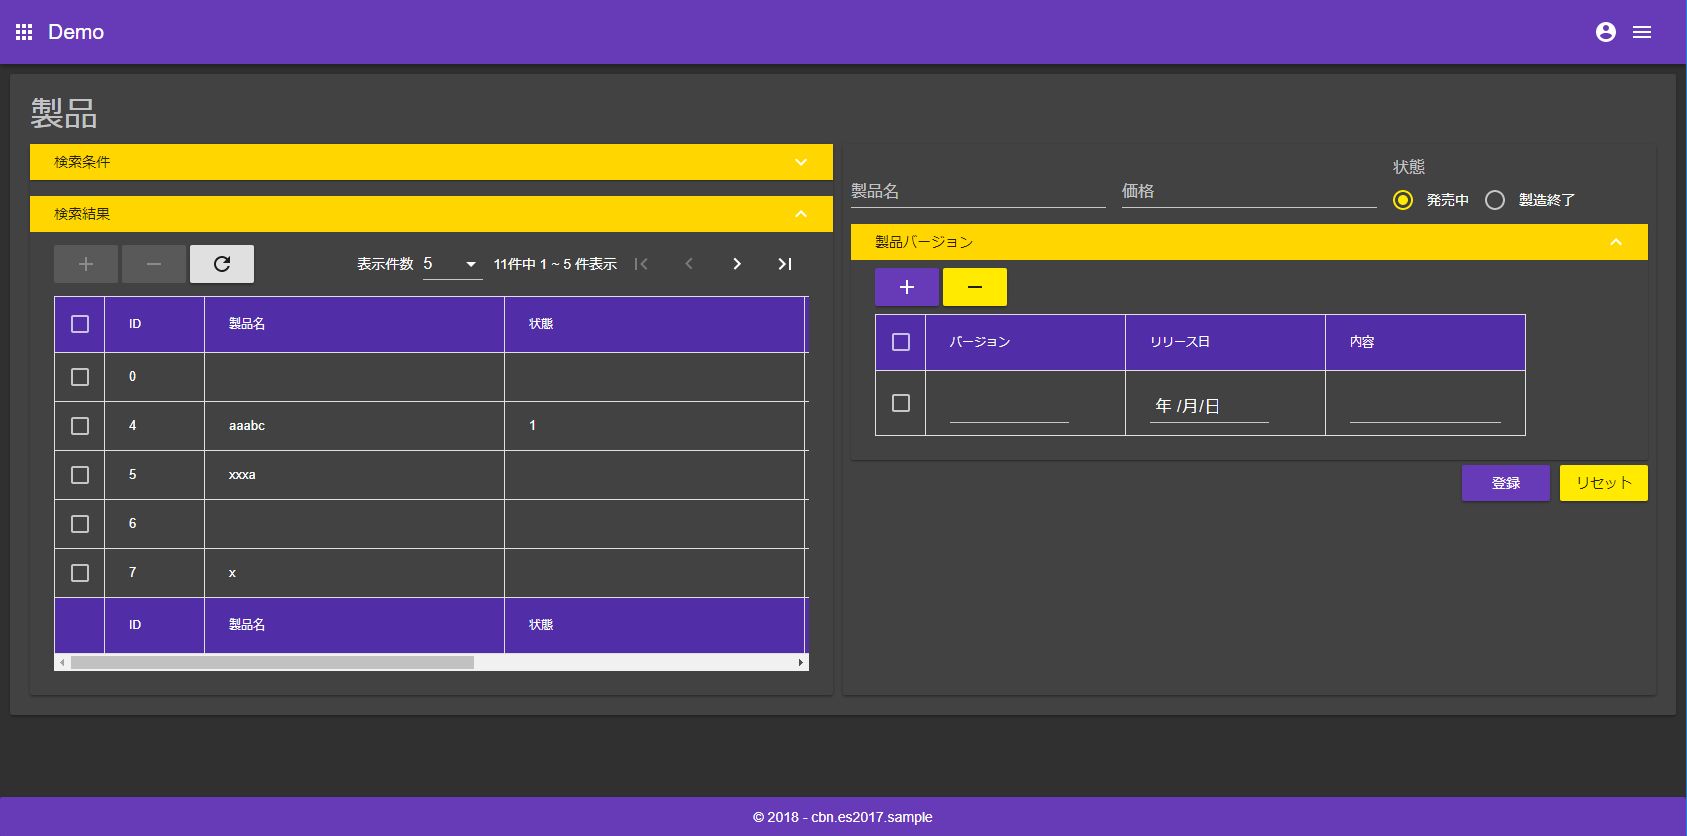 Demo
製品
検索条件
検索結果
表示件数 5 11件中 1 ~ 5 件表示
ID 製品名 状態
0
4 aaabc 1
5 xxxa
6
7 x
ID 製品名 状態
製品名 価格 状態
発売中 製造終了
製品バージョン
バージョン リリース日 内容
年 /月/日
登録 リセット
© 2018 - cbn.es2017.sample